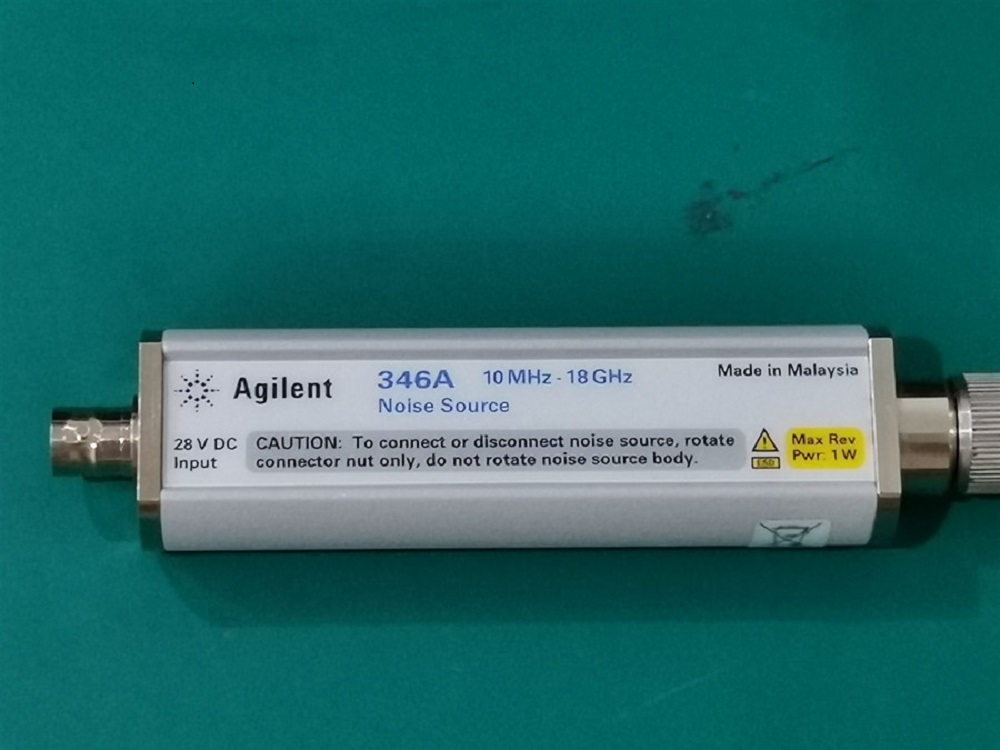 Agilent
346A 10 MHz - 18 GHz
Noise Source
Made in Malaysia
28 V DC
Input
CAUTION: To connect or disconnect noise source, rotate
connector nut only, do not rotate noise source body.
ESD
Max Rev
Pwr: 1W